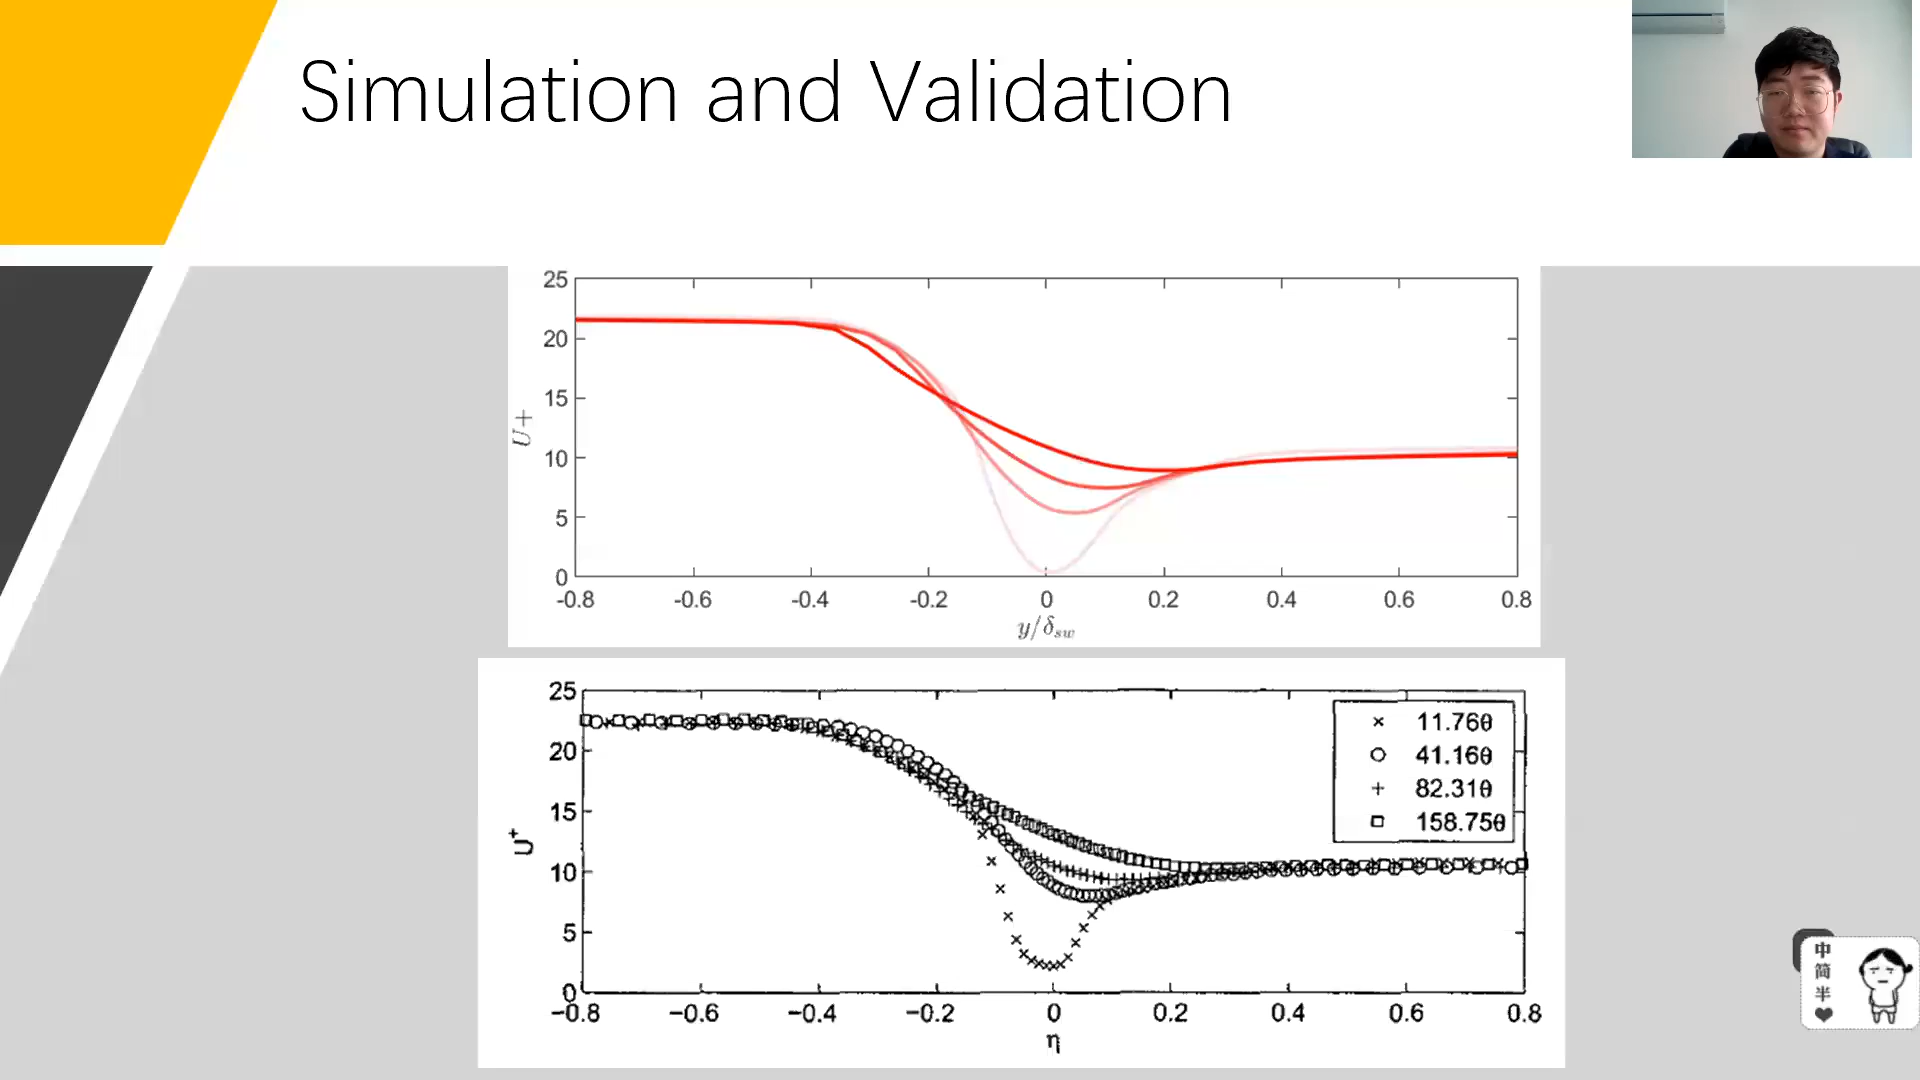 Simulation and Validation
25
20
15
10
5
0
U+
-0.8 -0.6 -0.4 -0.2 0 0.2 0.4 0.6 0.8
y/δsw
25
20
15
10
5
0
U+
× 11.76θ
○ 41.16θ
+ 82.31θ
□ 158.75θ
−0.8 −0.6 −0.4 −0.2 0 0.2 0.4 0.6 0.8
η
中
简
半